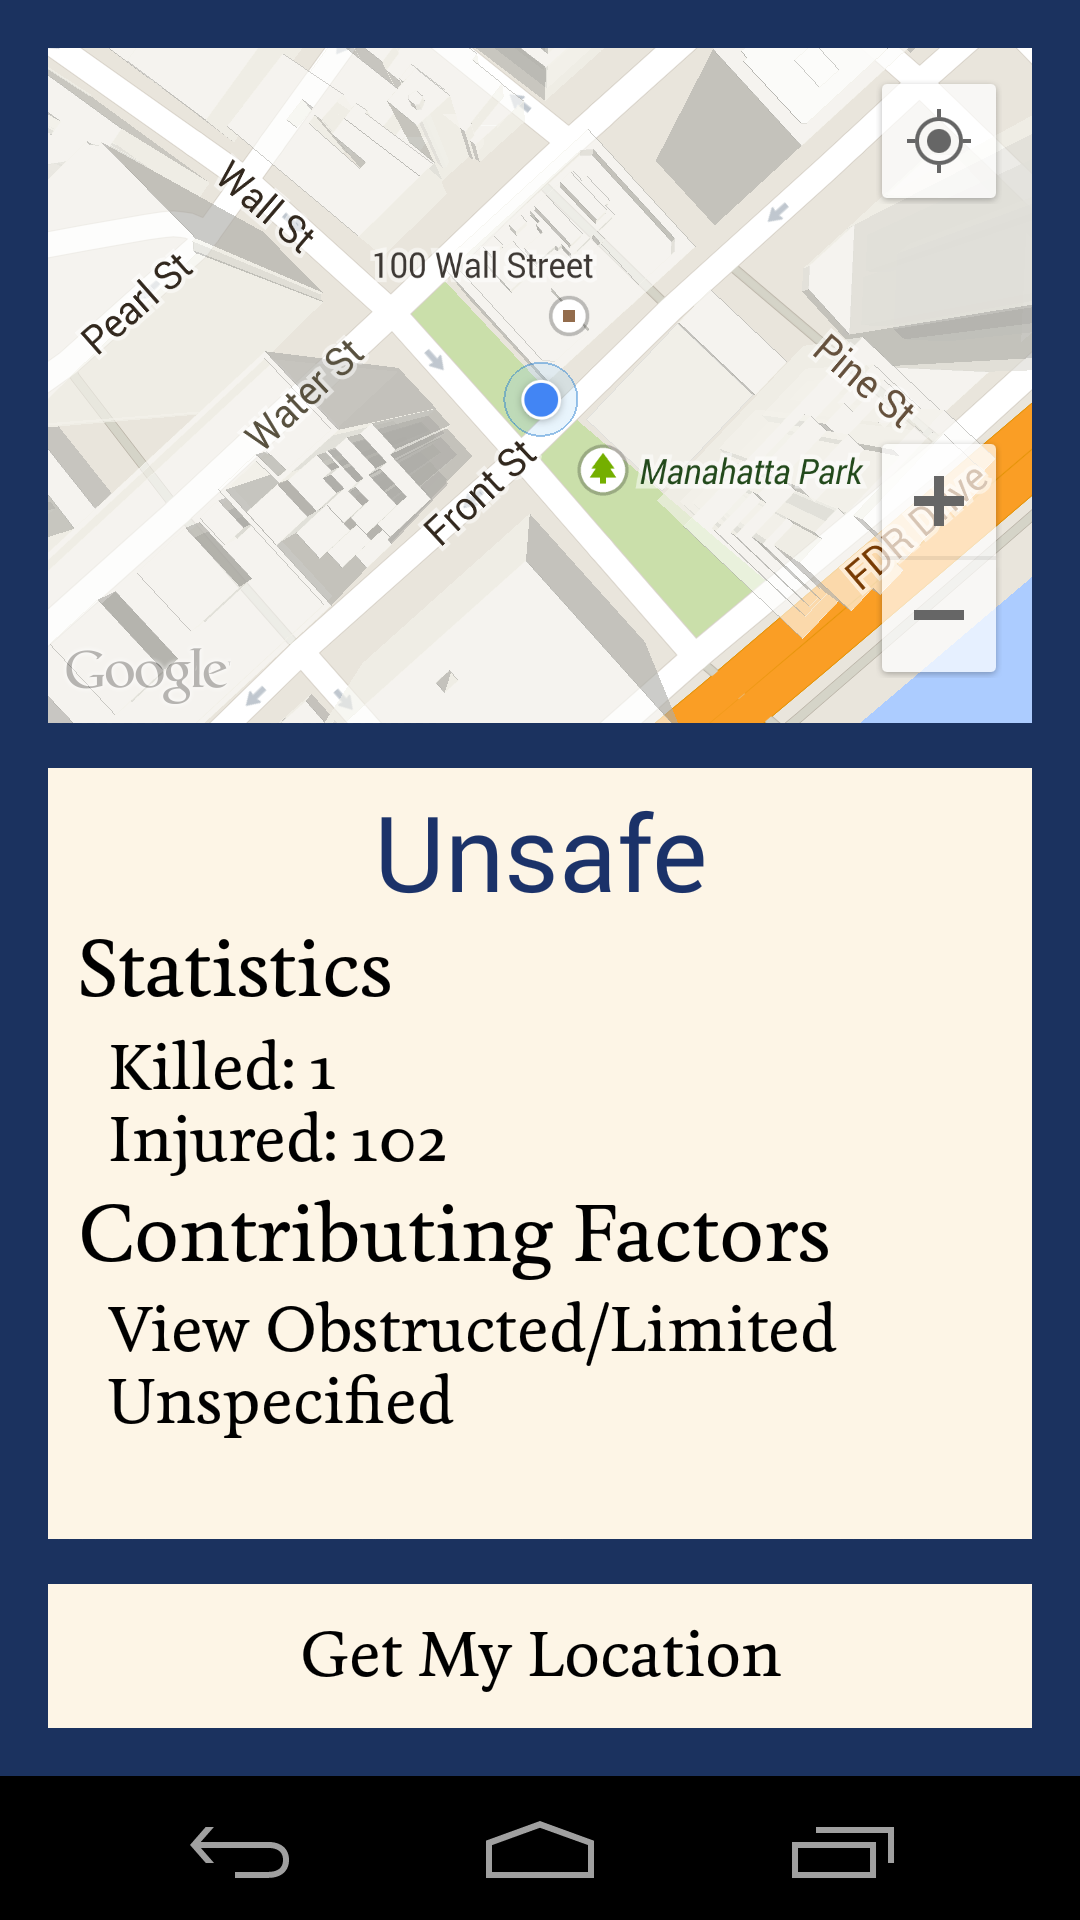 Wall St
100 Wall Street
Pearl St
Water St
Pine St
Front St
Manahatta Park
FDR Drive
Google
Unsafe
Statistics
Killed: 1
Injured: 102
Contributing Factors
View Obstructed/Limited
Unspecified
Get My Location